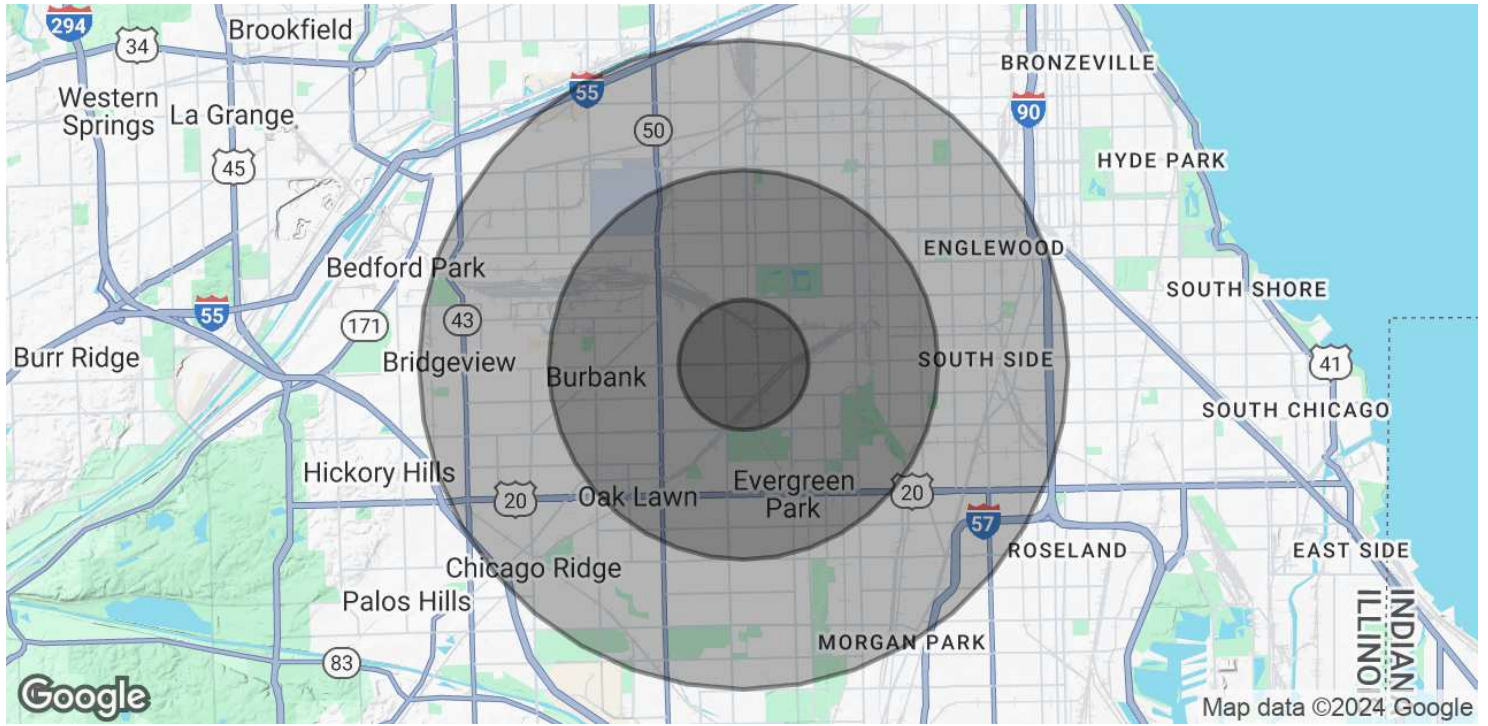 294
34
Brookfield
BRONZEVILLE
Western
Springs
La Grange
55
90
50
45
HYDE PARK
ENGLEWOOD
Bedford Park
SOUTH SHORE
55
171
43
Burr Ridge
Bridgeview
Burbank
SOUTH SIDE
41
SOUTH CHICAGO
Hickory Hills
20
Oak Lawn
Evergreen
Park
20
57
ROSELAND
EAST SIDE
Chicago Ridge
Palos Hills
MORGAN PARK
83
INDIAN
ILLINO
Google
Map data ©2024 Google